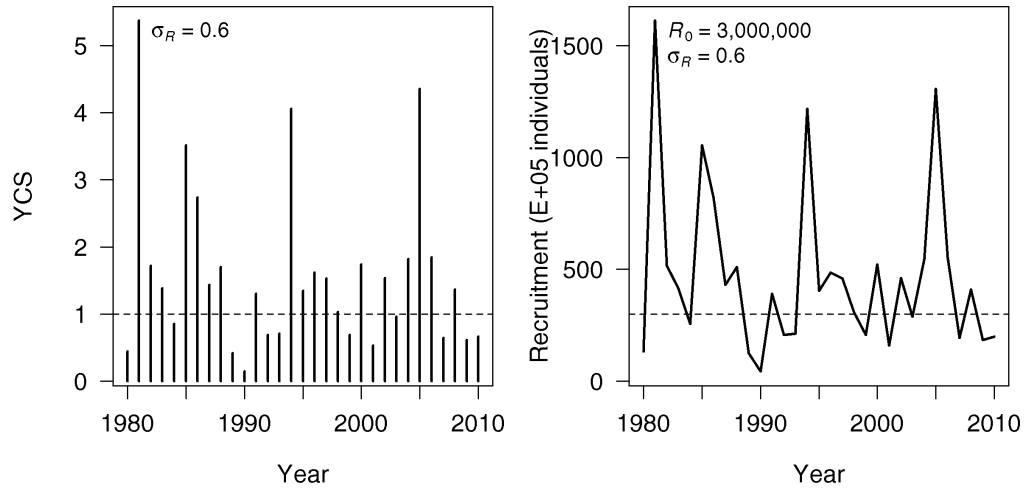 σR = 0.6
YCS
5
4
3
2
1
0
1980 1990 2000 2010
Year
R0 = 3,000,000
σR = 0.6
Recruitment (E+05 individuals)
1500
1000
500
0
1980 1990 2000 2010
Year